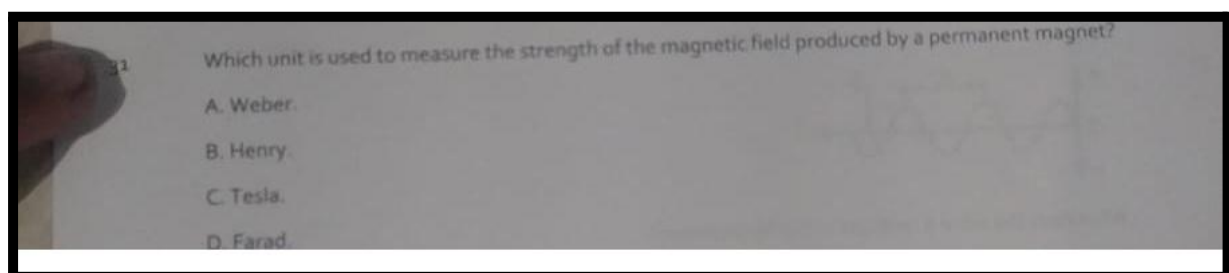 31 Which unit is used to measure the strength of the magnetic field produced by a permanent magnet?
A. Weber.
B. Henry.
C. Tesla.
D. Farad.